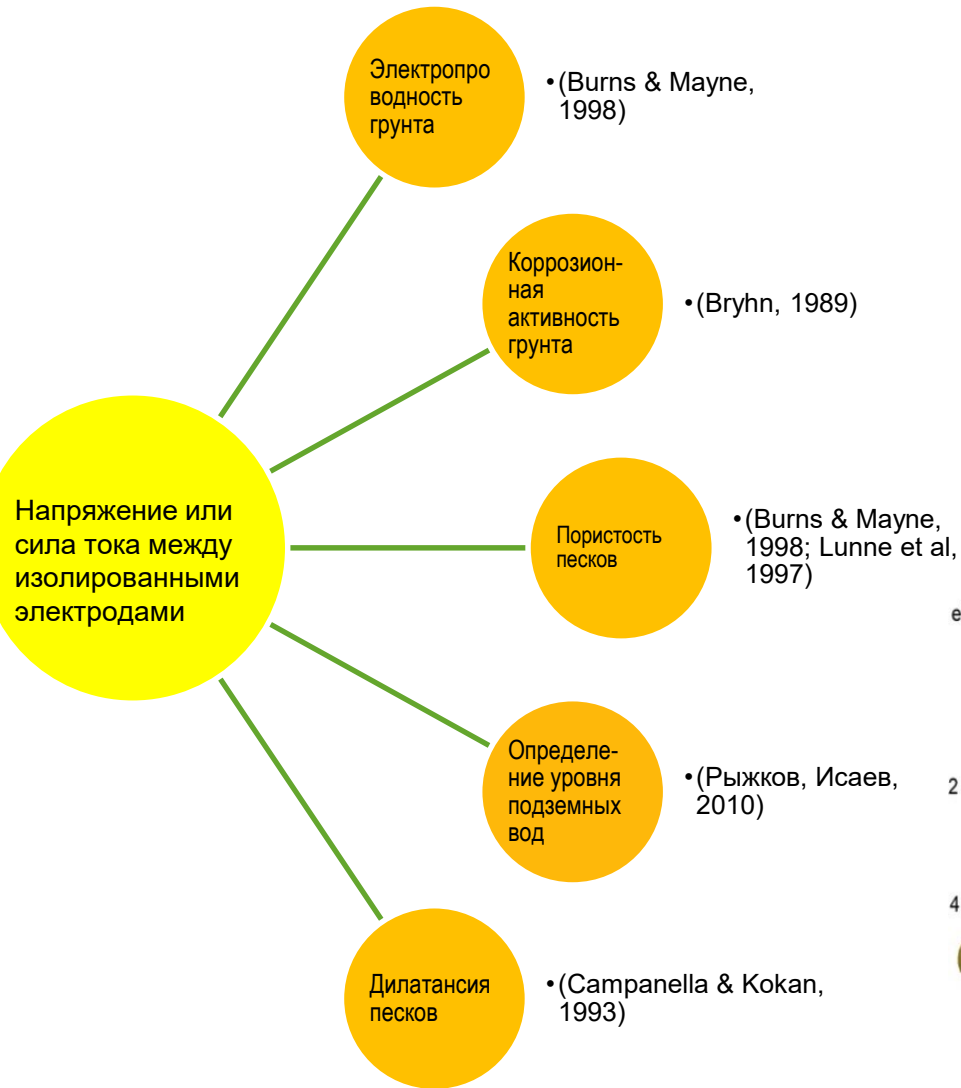 Электропро
водность
грунта
•(Burns & Mayne,
1998)
Коррозион-
ная
активность
грунта
•(Bryhn, 1989)
Напряжение или
сила тока между
изолированными
электродами
Пористость
песков
•(Burns & Mayne,
1998; Lunne et al,
1997)
е
Определе-
ние уровня
подземных
вод
•(Рыжков, Исаев,
2010)
2
4
Дилатансия
песков
•(Campanella & Kokan,
1993)